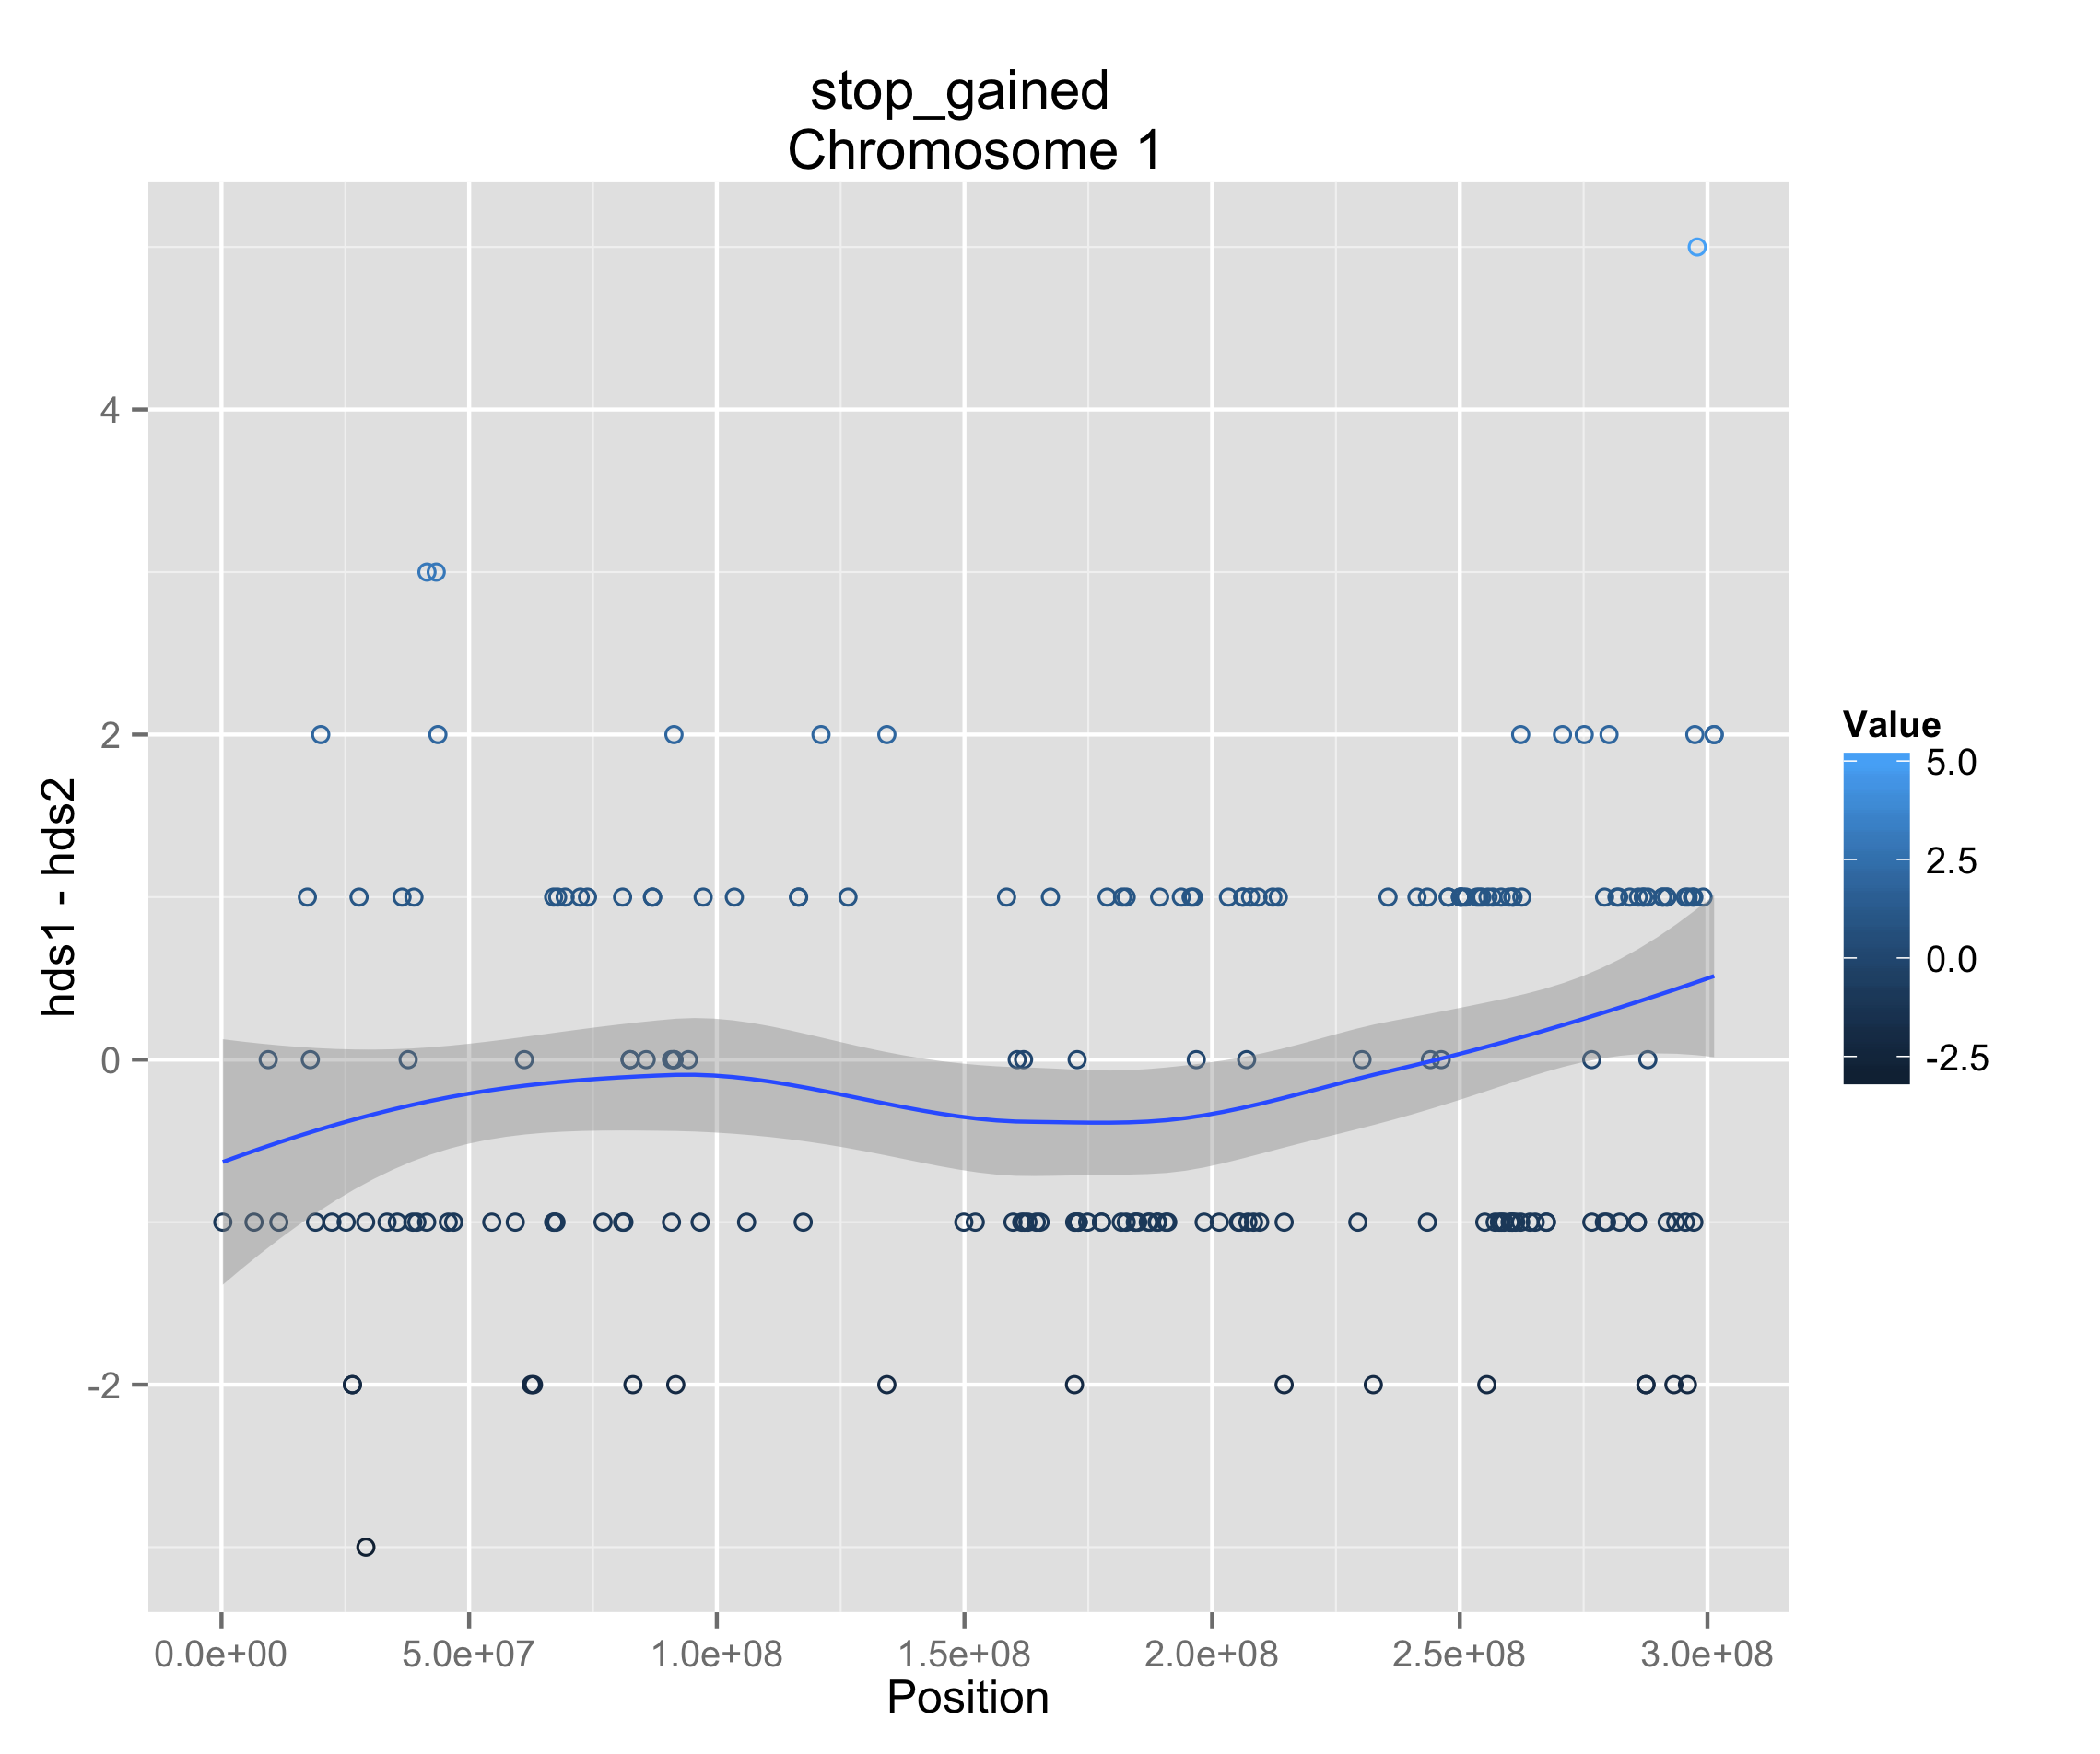 stop_gained
Chromosome 1
hds1 - hds2
4
2
0
-2
0.0e+00 5.0e+07 1.0e+08 1.5e+08 2.0e+08 2.5e+08 3.0e+08
Position
Value
5.0
2.5
0.0
-2.5